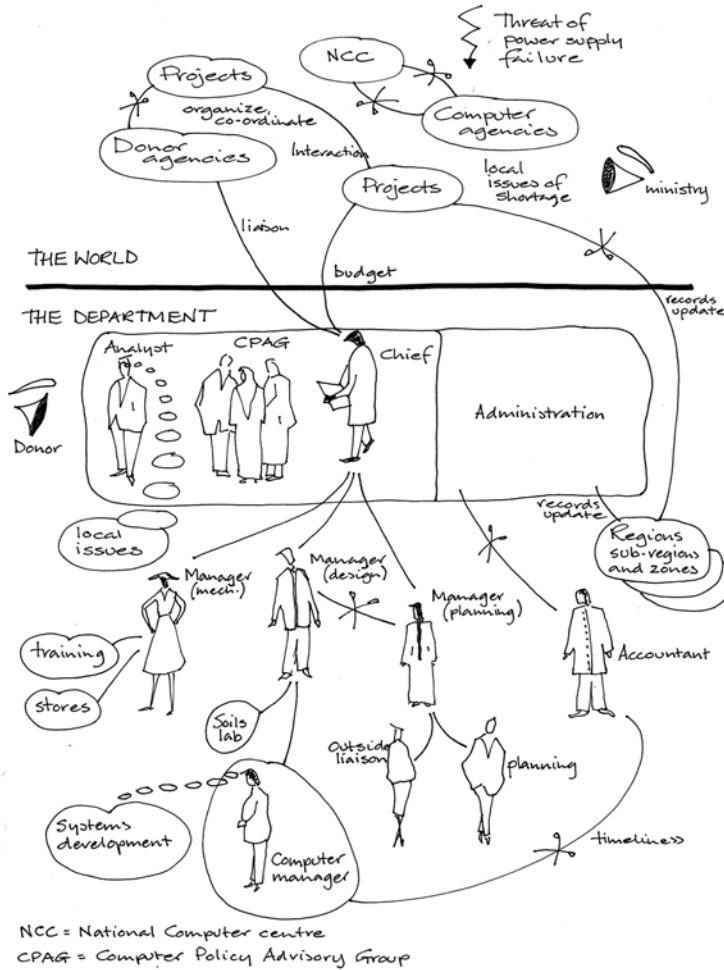 Threat of
power supply
failure
NCC
Projects
organize,
co-ordinate
Computer
agencies
Donor
agencies
Interaction
Projects
local
issues of
shortage
ministry
liaison
THE WORLD
budget
records
update
THE DEPARTMENT
Analyst
CPAG
Chief
Administration
Donor
local
issues
records
update
Regions
sub-regions
and zones
Manager
(mech.)
Manager
(design)
Manager
(planning)
Accountant
training
stores
Soils
lab
Outside
liaison
planning
Systems
development
Computer
manager
timeliness
NCC = National Computer centre
CPAG = Computer Policy Advisory Group